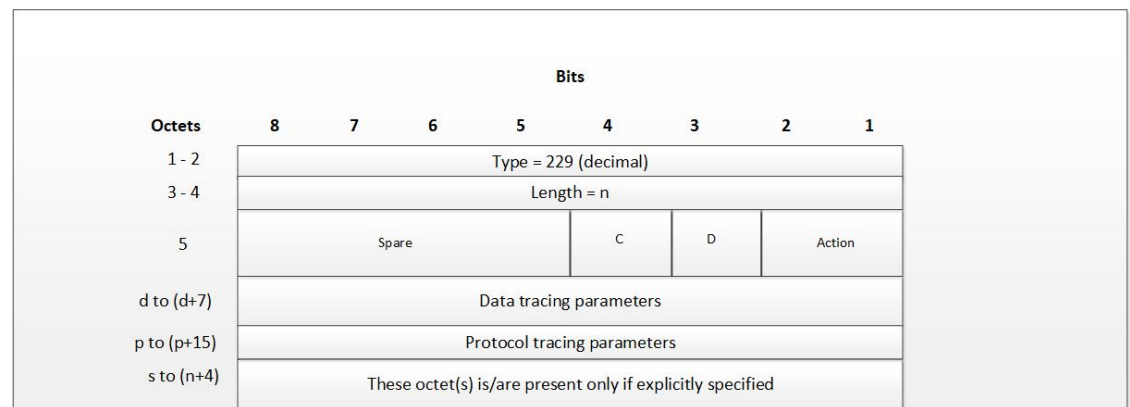 Bits
Octets 8 7 6 5 4 3 2 1
1 - 2 Type = 229 (decimal)
3 - 4 Length = n
5 Spare C D Action
d to (d+7) Data tracing parameters
p to (p+15) Protocol tracing parameters
s to (n+4) These octet(s) is/are present only if explicitly specified